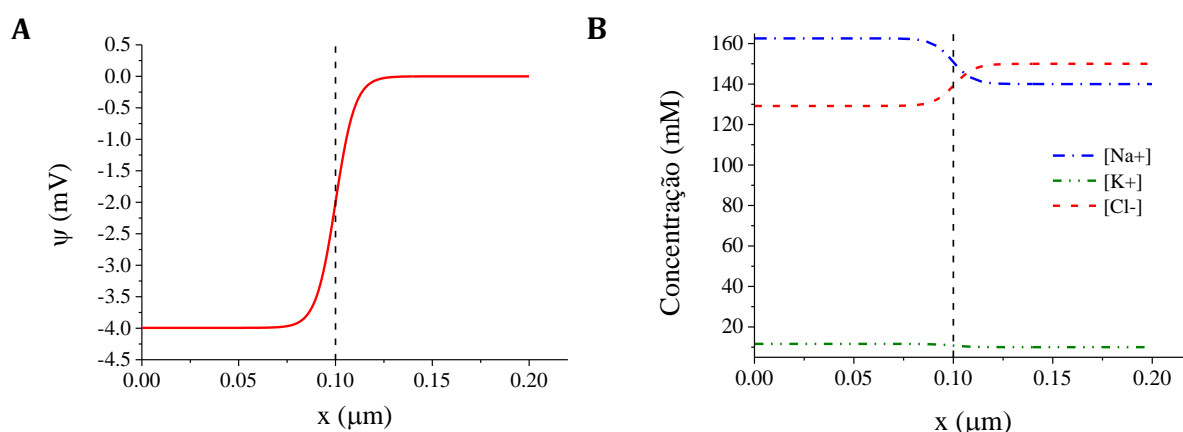 A
0.5
0.0
-0.5
-1.0
-1.5
-2.0
-2.5
-3.0
-3.5
-4.0
-4.5
ψ (mV)
0.00 0.05 0.10 0.15 0.20
x (μm)
B
160
140
120
100
80
60
40
20
Concentração (mM)
[Na+]
[K+]
[Cl-]
0.00 0.05 0.10 0.15 0.20
x (μm)